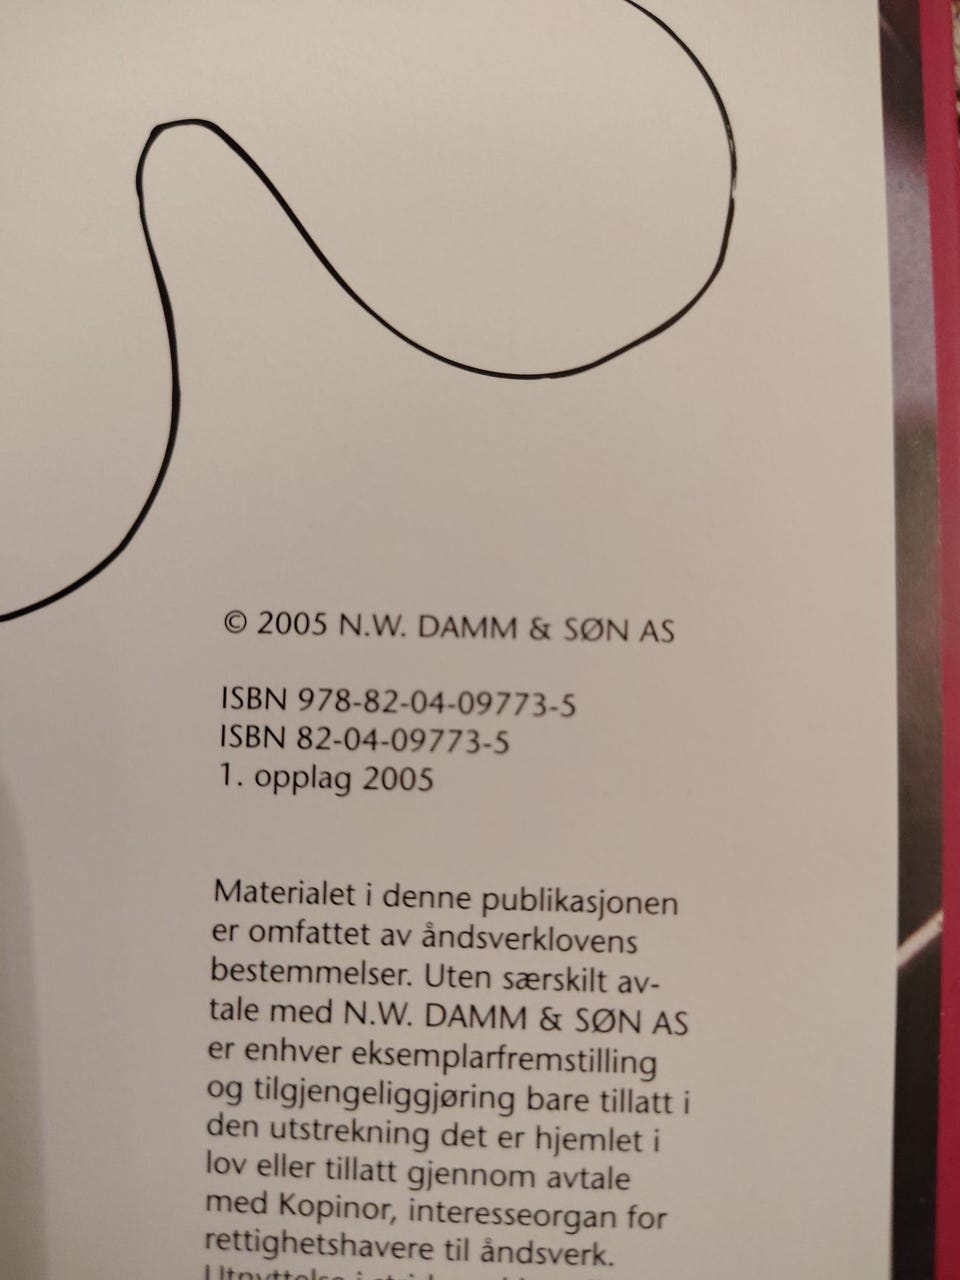 © 2005 N.W. DAMM & SØN AS
ISBN 978-82-04-09773-5
ISBN 82-04-09773-5
1. opplag 2005
Materialet i denne publikasjonen
er omfattet av åndsverklovens
bestemmelser. Uten særskilt av-
tale med N.W. DAMM & SØN AS
er enhver eksemplarfremstilling
og tilgjengeliggjøring bare tillatt i
den utstrekning det er hjemlet i
lov eller tillatt gjennom avtale
med Kopinor, interesseorgan for
rettighetshavere til åndsverk.
Utnyttelse i